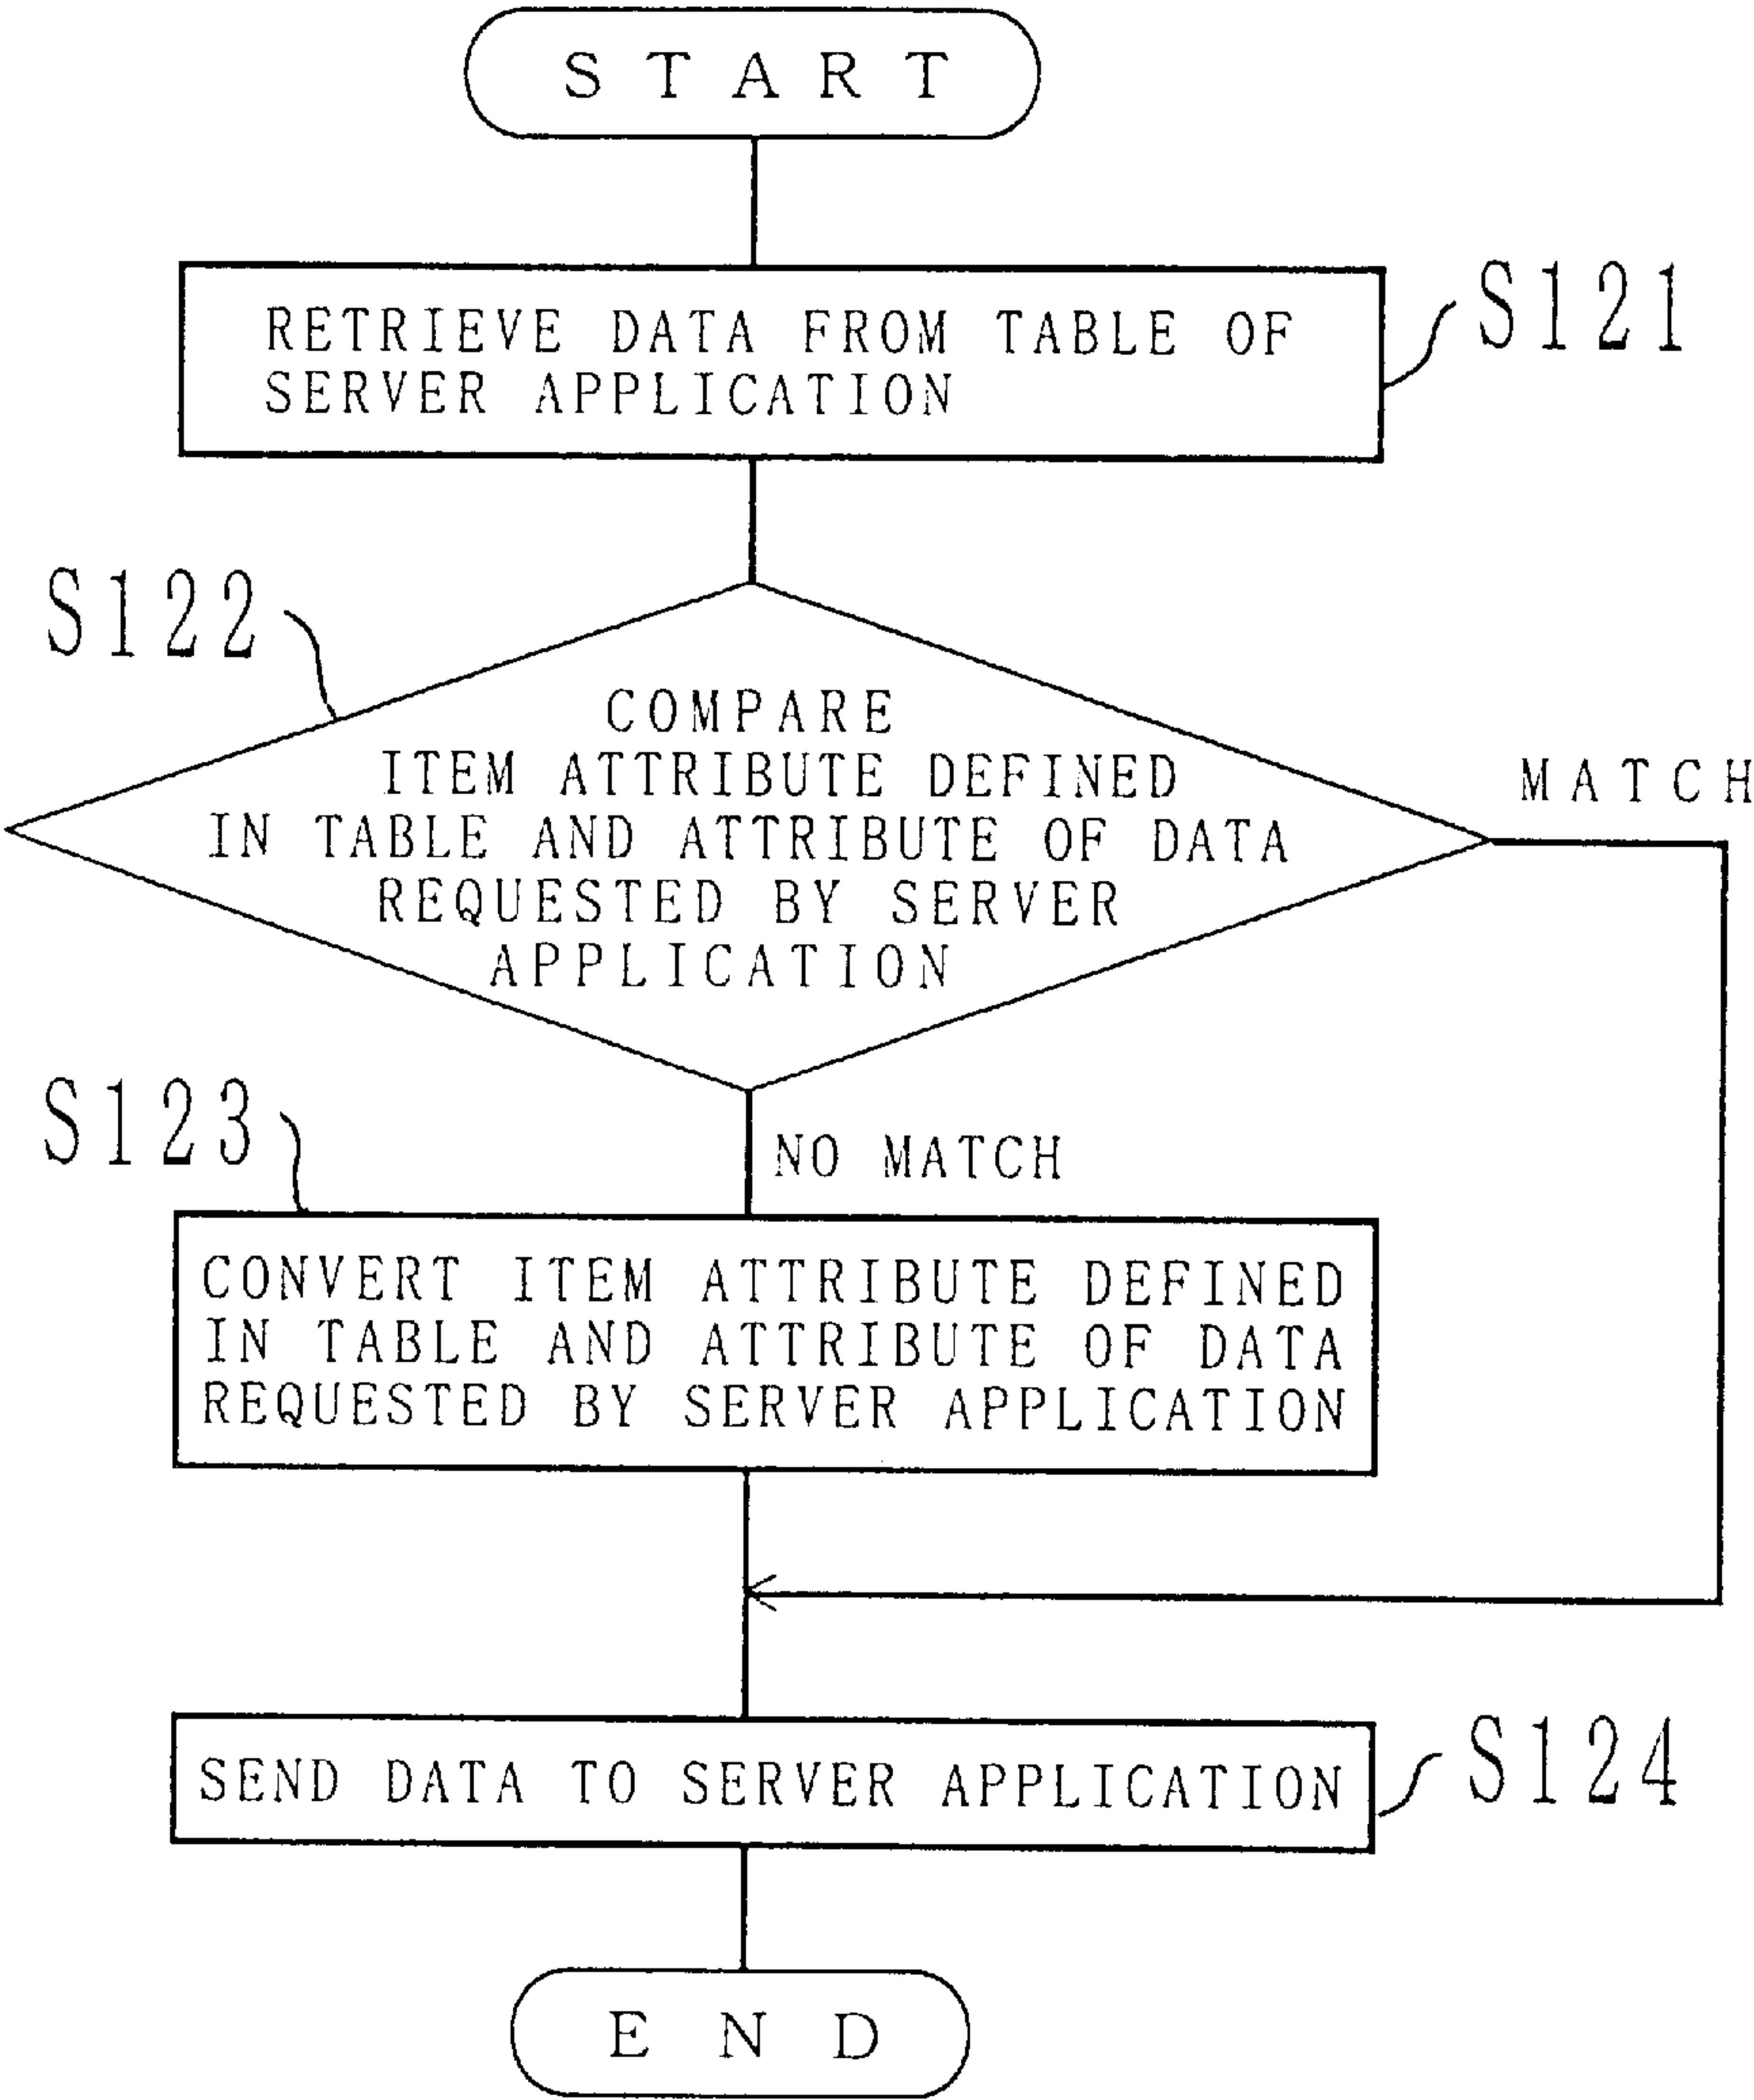 START
RETRIEVE DATA FROM TABLE OF
SERVER APPLICATION
S121
S122
COMPARE
ITEM ATTRIBUTE DEFINED
IN TABLE AND ATTRIBUTE OF DATA
REQUESTED BY SERVER
APPLICATION
MATCH
NO MATCH
S123
CONVERT ITEM ATTRIBUTE DEFINED
IN TABLE AND ATTRIBUTE OF DATA
REQUESTED BY SERVER APPLICATION
SEND DATA TO SERVER APPLICATION
S124
END